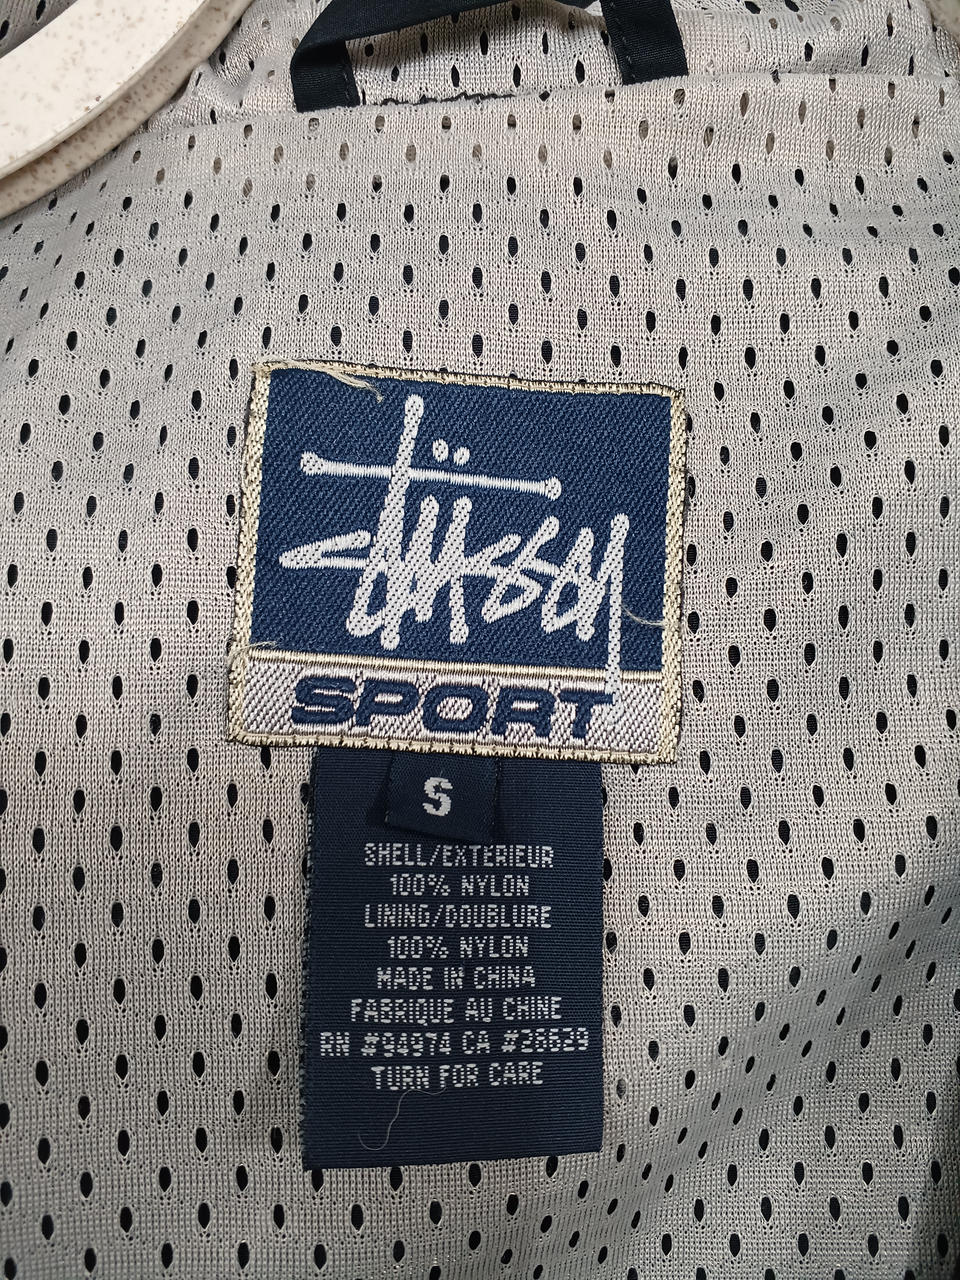 Stüssy
SPORT
S
SHELL/EXTERIEUR
100% NYLON
LINING/DOUBLURE
100% NYLON
MADE IN CHINA
FABRIQUE AU CHINE
RN #94974 CA #26529
TURN FOR CARE